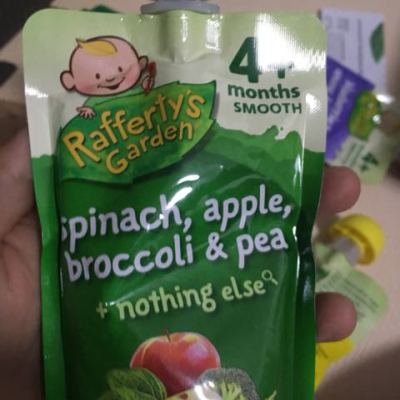 4+
months
SMOOTH
Rafferty's
Garden
spinach, apple,
broccoli & pea
+ nothing else